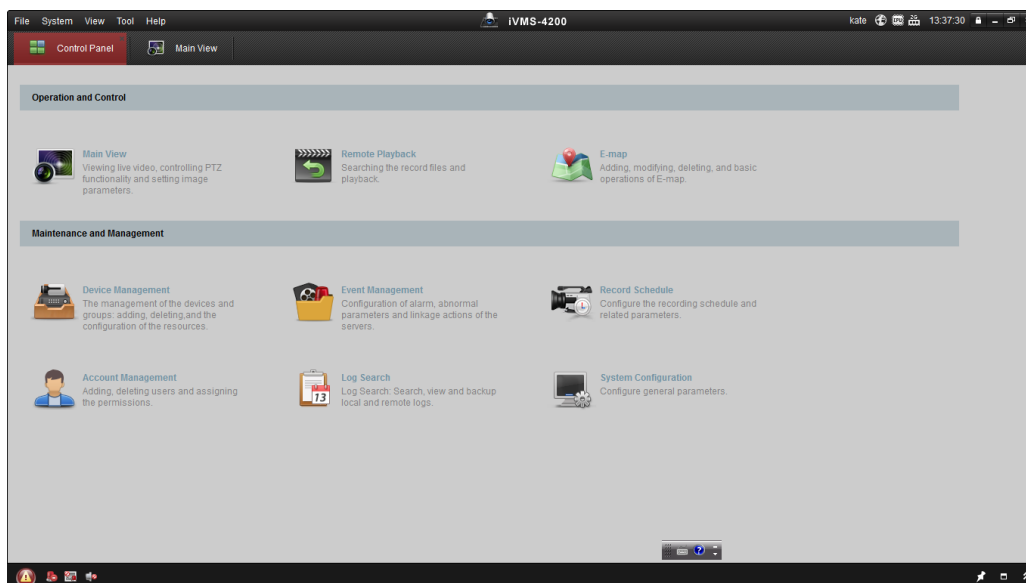 File System View Tool Help
iVMS-4200
kate
13:37:30
Control Panel
Main View
Operation and Control
Main View
Viewing live video, controlling PTZ
functionality and setting image
parameters.
Remote Playback
Searching the record files and
playback.
E-map
Adding, modifying, deleting, and basic
operations of E-map.
Maintenance and Management
Device Management
The management of the devices and
groups: adding, deleting,and the
configuration of the resources.
Event Management
Configuration of alarm, abnormal
parameters and linkage actions of the
servers.
Record Schedule
Configure the recording schedule and
related parameters.
Account Management
Adding, deleting users and assigning
the permissions.
13
Log Search
Log Search: Search, view and backup
local and remote logs.
System Configuration
Configure general parameters.